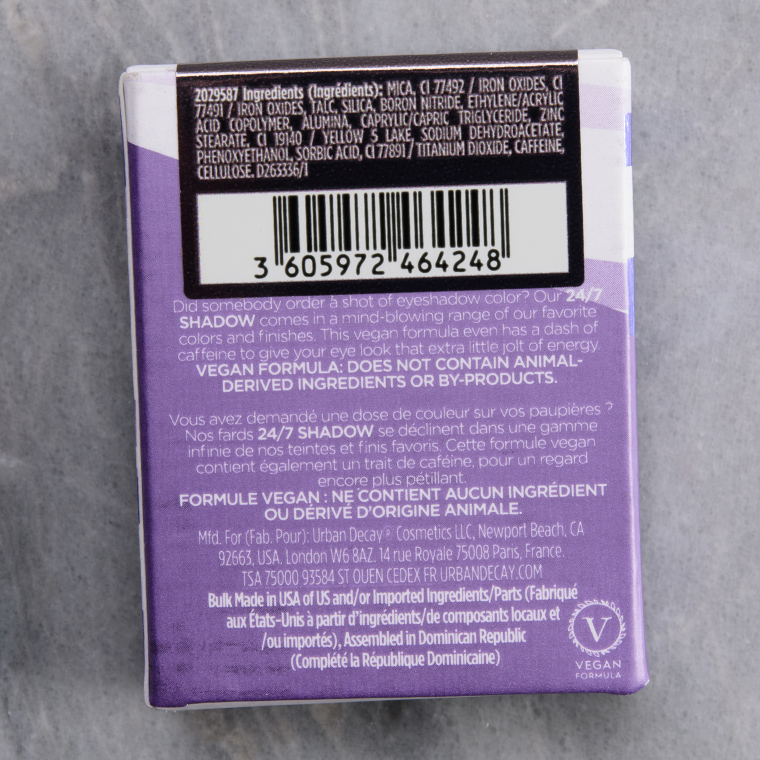 2029587 Ingredients (Ingrédients): MICA, CI 77492 / IRON OXIDES, CI
77491 / IRON OXIDES, TALC, SILICA, BORON NITRIDE, ETHYLENE/ACRYLIC
ACID COPOLYMER, ALUMINA, CAPRYLIC/CAPRIC TRIGLYCERIDE, ZINC
STEARATE, CI 19140 / YELLOW 5 LAKE, SODIUM DEHYDROACETATE,
PHENOXYETHANOL, SORBIC ACID, CI 77891 / TITANIUM DIOXIDE, CAFFEINE,
CELLULOSE. D263336/1
3 605972 464248
Did somebody order a shot of eyeshadow color? Our 24/7
SHADOW comes in a mind-blowing range of our favorite
colors and finishes. This vegan formula even has a dash of
caffeine to give your eye look that extra little jolt of energy.
VEGAN FORMULA: DOES NOT CONTAIN ANIMAL-
DERIVED INGREDIENTS OR BY-PRODUCTS.
Vous avez demandé une dose de couleur sur vos paupières ?
Nos fards 24/7 SHADOW se déclinent dans une gamme
infinie de nos teintes et finis favoris. Cette formule vegan
contient également un trait de caféine, pour un regard
encore plus pétillant.
FORMULE VEGAN : NE CONTIENT AUCUN INGRÉDIENT
OU DÉRIVÉ D'ORIGINE ANIMALE.
Mfd. For (Fab. Pour): Urban Decay® Cosmetics LLC, Newport Beach, CA
92663, USA. London W6 8AZ. 14 rue Royale 75008 Paris, France.
TSA 75000 93584 ST OUEN CEDEX FR URBANDECAY.COM
Bulk Made in USA of US and/or Imported Ingredients/Parts (Fabriqué
aux États-Unis à partir d'ingrédients/de composants locaux et
/ou importés), Assembled in Dominican Republic
(Complété la République Dominicaine)
V
VEGAN
FORMULA